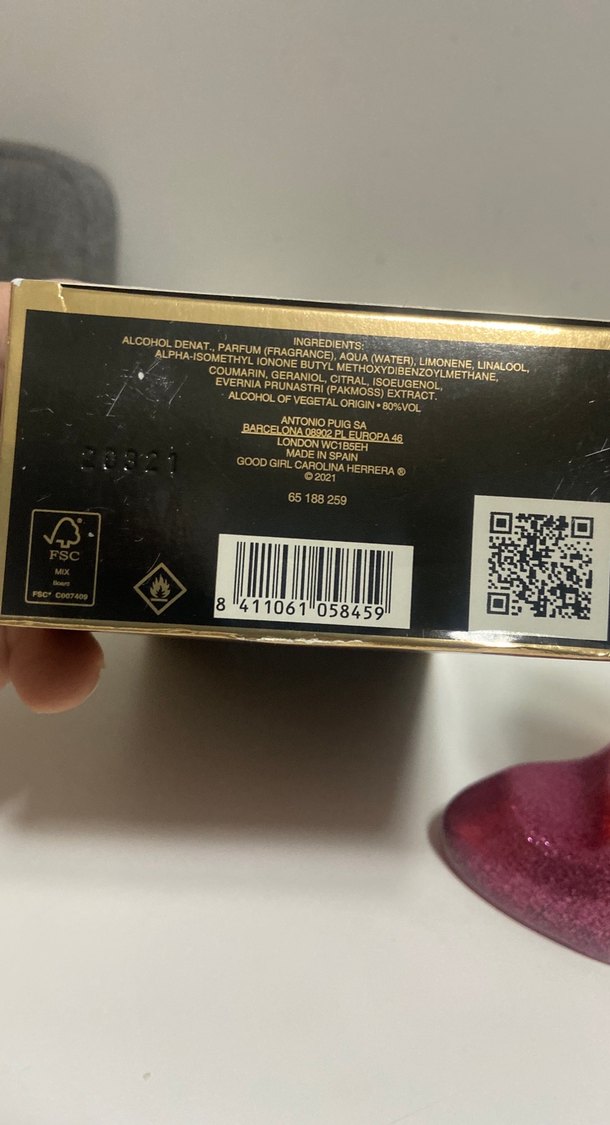 INGREDIENTS:
ALCOHOL DENAT., PARFUM (FRAGRANCE), AQUA (WATER), LIMONENE, LINALOOL,
ALPHA-ISOMETHYL IONONE BUTYL METHOXYDIBENZOYLMETHANE,
COUMARIN, GERANIOL, CITRAL, ISOEUGENOL,
EVERNIA PRUNASTRI (PAKMOSS) EXTRACT.
ALCOHOL OF VEGETAL ORIGIN • 80%VOL
ANTONIO PUIG SA
BARCELONA 08902 PL EUROPA 46
LONDON WC1B5EH
MADE IN SPAIN
GOOD GIRL CAROLINA HERRERA ®
© 2021
65 188 259
FSC
MIX
Board
FSC® C007409
8 411061 058459